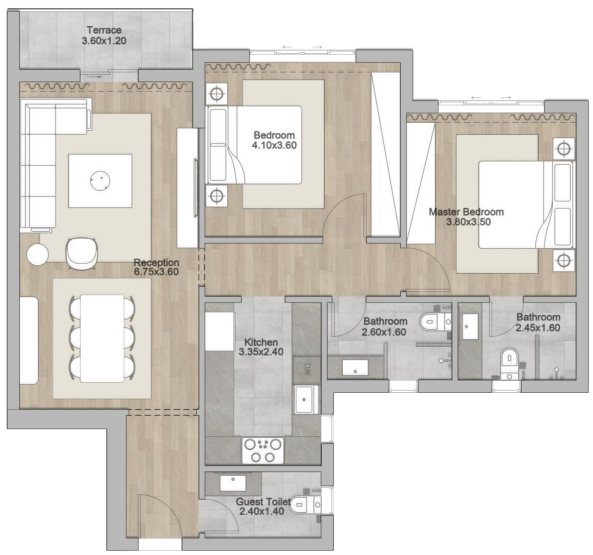 Terrace
3.60x1.20
Bedroom
4.10x3.60
Master Bedroom
3.80x3.50
Reception
6.75x3.60
Kitchen
3.35x2.40
Bathroom
2.60x1.60
Bathroom
2.45x1.60
Guest Toilet
2.40x1.40